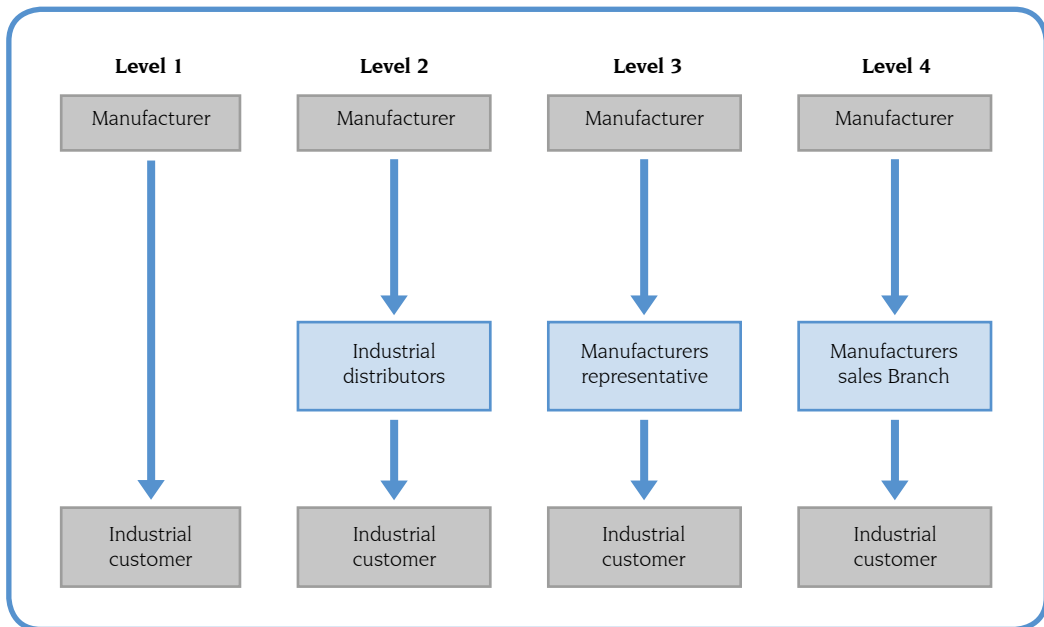 Level 1
Level 2
Level 3
Level 4
Manufacturer
Manufacturer
Manufacturer
Manufacturer
Industrial
distributors
Manufacturers
representative
Manufacturers
sales Branch
Industrial
customer
Industrial
customer
Industrial
customer
Industrial
customer